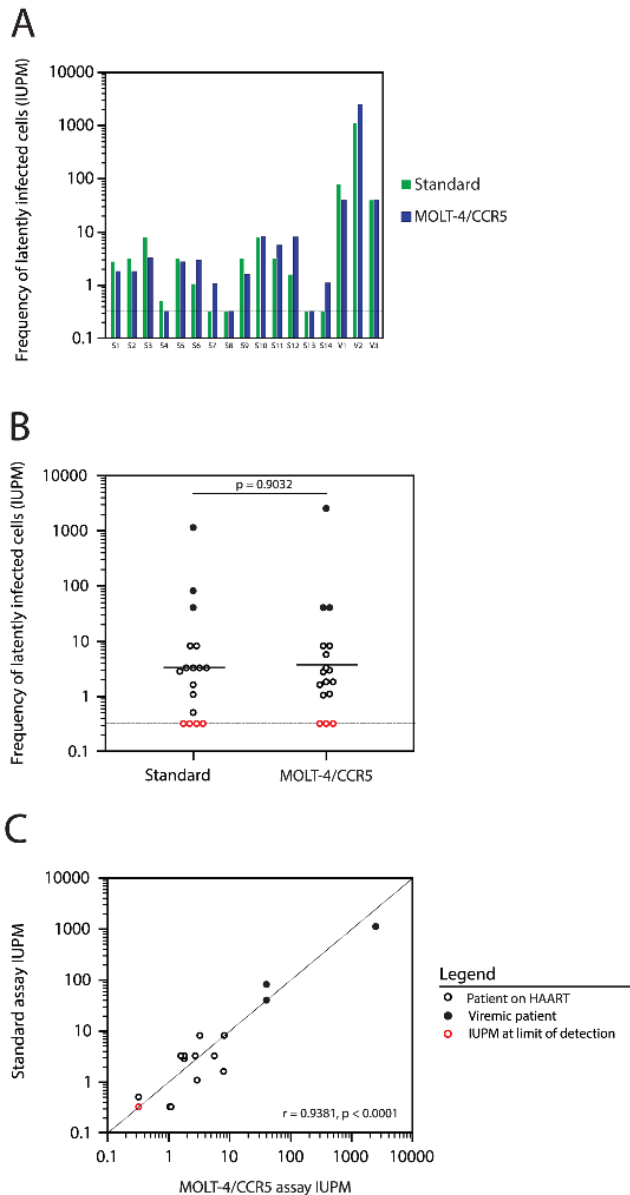 A
Frequency of latently infected cells (IUPM)
10000
1000
100
10
1
0.1
S1 S2 S3 S4 S5 S6 S7 S8 S9 S10 S11 S12 S13 S14 V1 V2 V3
Standard
MOLT-4/CCR5
B
Frequency of latently infected cells (IUPM)
10000
1000
100
10
1
0.1
p = 0.9032
Standard MOLT-4/CCR5
C
Standard assay IUPM
10000
1000
100
10
1
0.1
r = 0.9381, p < 0.0001
0.1 1 10 100 1000 10000
MOLT-4/CCR5 assay IUPM
Legend
Patient on HAART
Viremic patient
IUPM at limit of detection